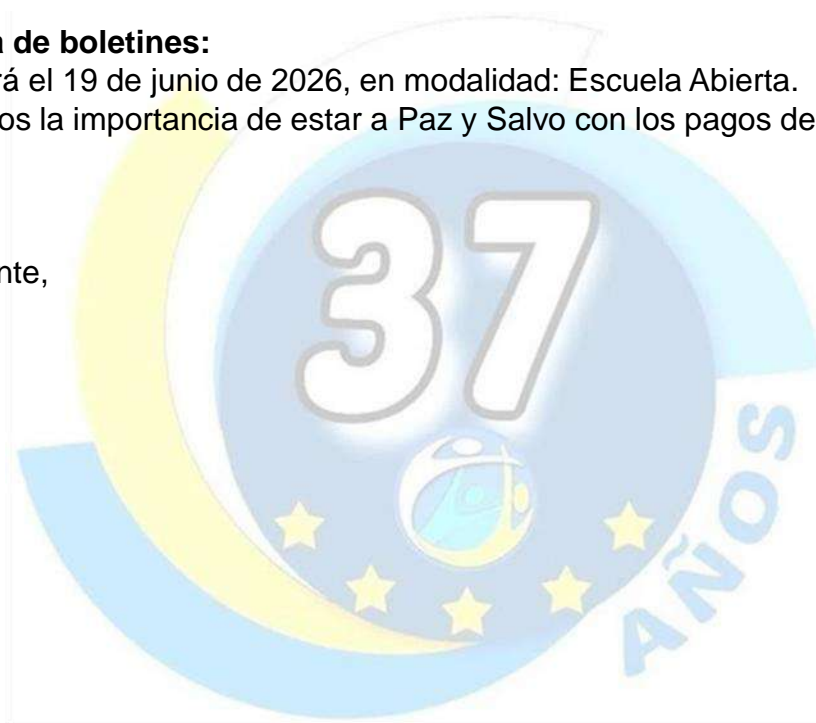 a de boletines:
rá el 19 de junio de 2026, en modalidad: Escuela Abierta.
os la importancia de estar a Paz y Salvo con los pagos de
nte,
37
AÑOS